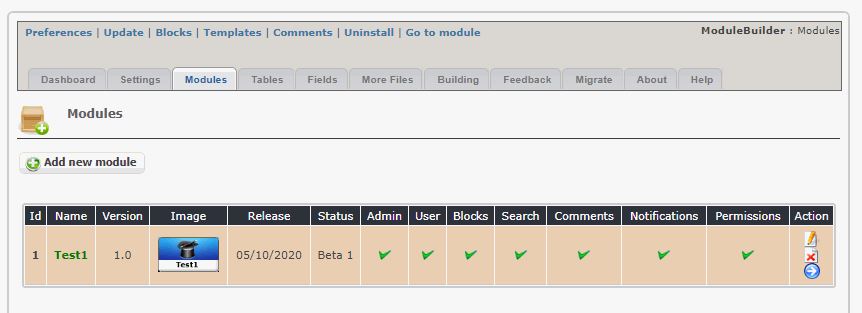 Preferences | Update | Blocks | Templates | Comments | Uninstall | Go to module
ModuleBuilder : Modules
Dashboard Settings Modules Tables Fields More Files Building Feedback Migrate About Help
Modules
Add new module
Id Name Version Image Release Status Admin User Blocks Search Comments Notifications Permissions Action
1 Test1 1.0 Test1 05/10/2020 Beta 1